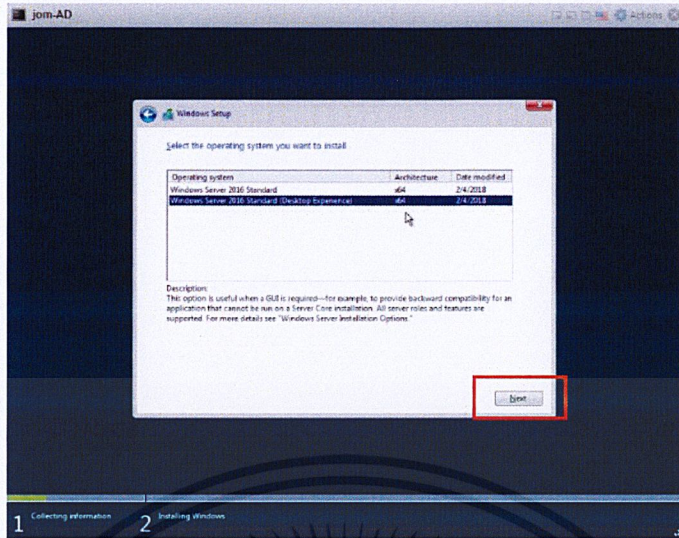 jom-AD
Actions
Windows Setup
Select the operating system you want to install
Operating system Architecture Date modified
Windows Server 2016 Standard x64 2/4/2018
Windows Server 2016 Standard (Desktop Experience) x64 2/4/2018
Description:
This option is useful when a GUI is required—for example, to provide backward compatibility for an
application that cannot be run on a Server Core installation. All server roles and features are
supported. For more details see "Windows Server Installation Options."
Next
1 Collecting information 2 Installing Windows